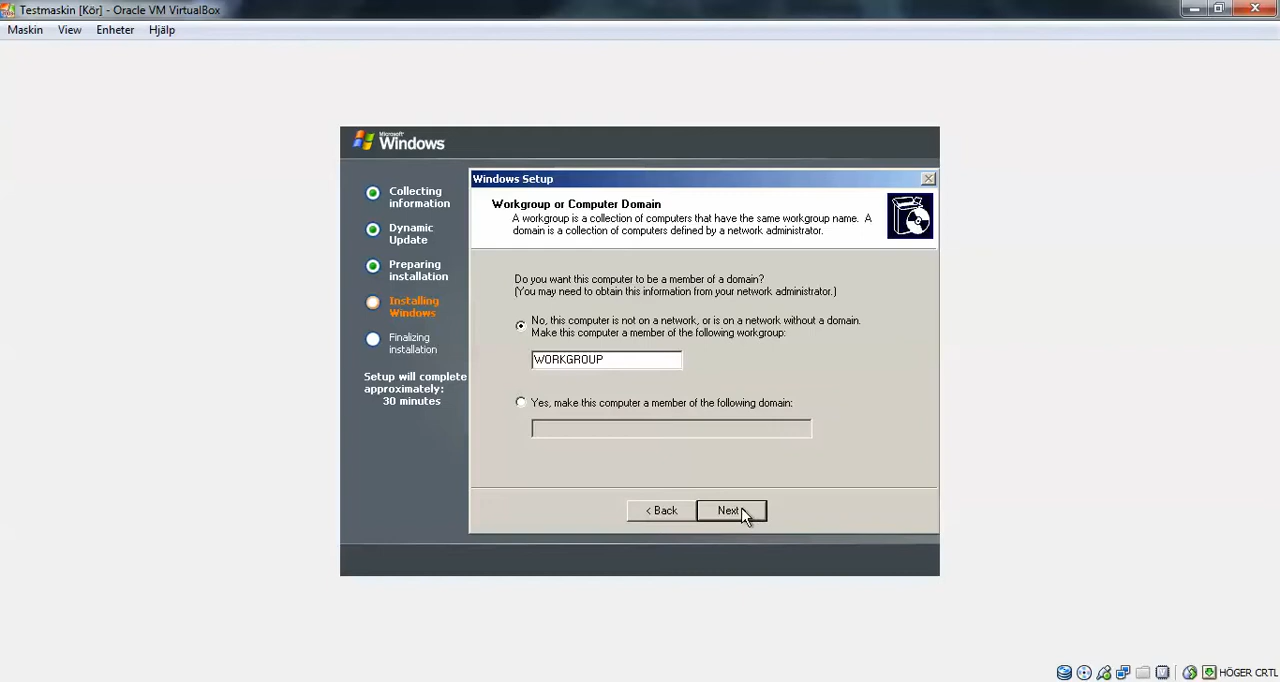 Testmaskin [Kör] - Oracle VM VirtualBox
Maskin View Enheter Hjälp
Microsoft
Windows
Collecting
information
Dynamic
Update
Preparing
installation
Installing
Windows
Finalizing
installation
Setup will complete
approximately:
30 minutes
Windows Setup
Workgroup or Computer Domain
A workgroup is a collection of computers that have the same workgroup name. A
domain is a collection of computers defined by a network administrator.
Do you want this computer to be a member of a domain?
(You may need to obtain this information from your network administrator.)
No, this computer is not on a network, or is on a network without a domain.
Make this computer a member of the following workgroup:
WORKGROUP
Yes, make this computer a member of the following domain:
< Back Next
HÖGER CRTL